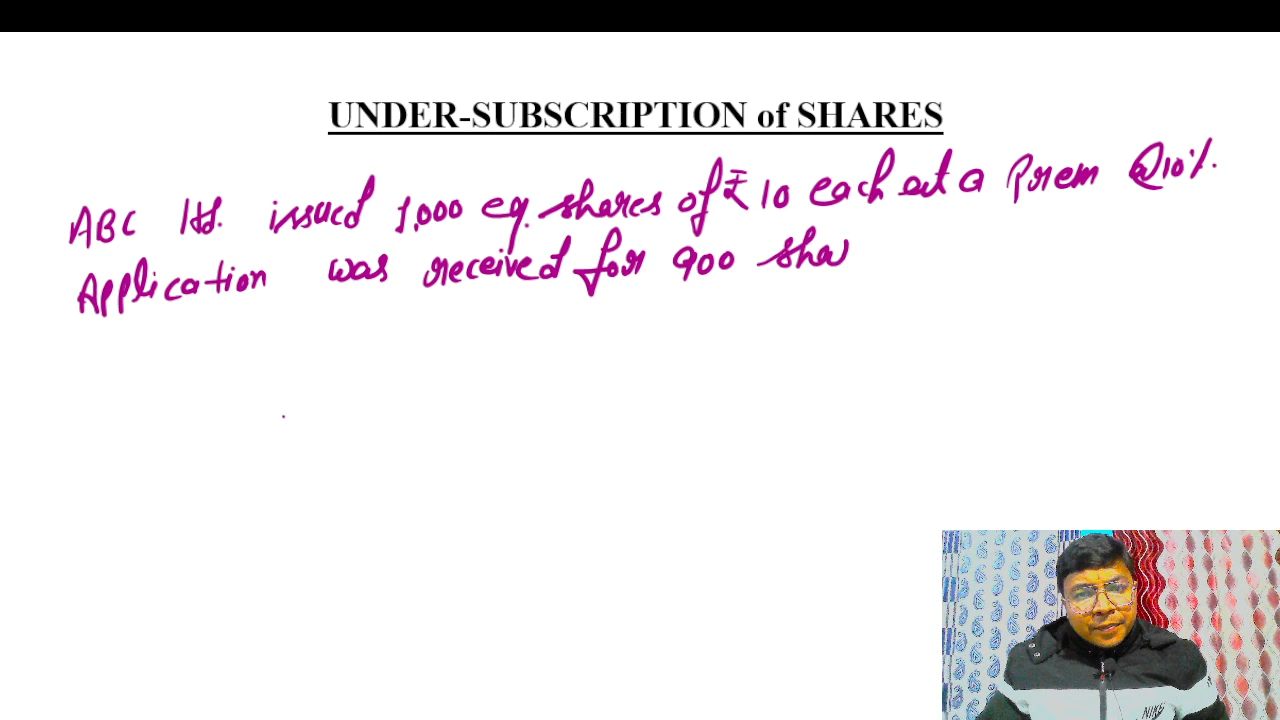 UNDER-SUBSCRIPTION of SHARES
ABC ltd. issued 1,000 eq. shares of ₹10 each at a Prem @10%.
Application was received for 900 sha
NIKE